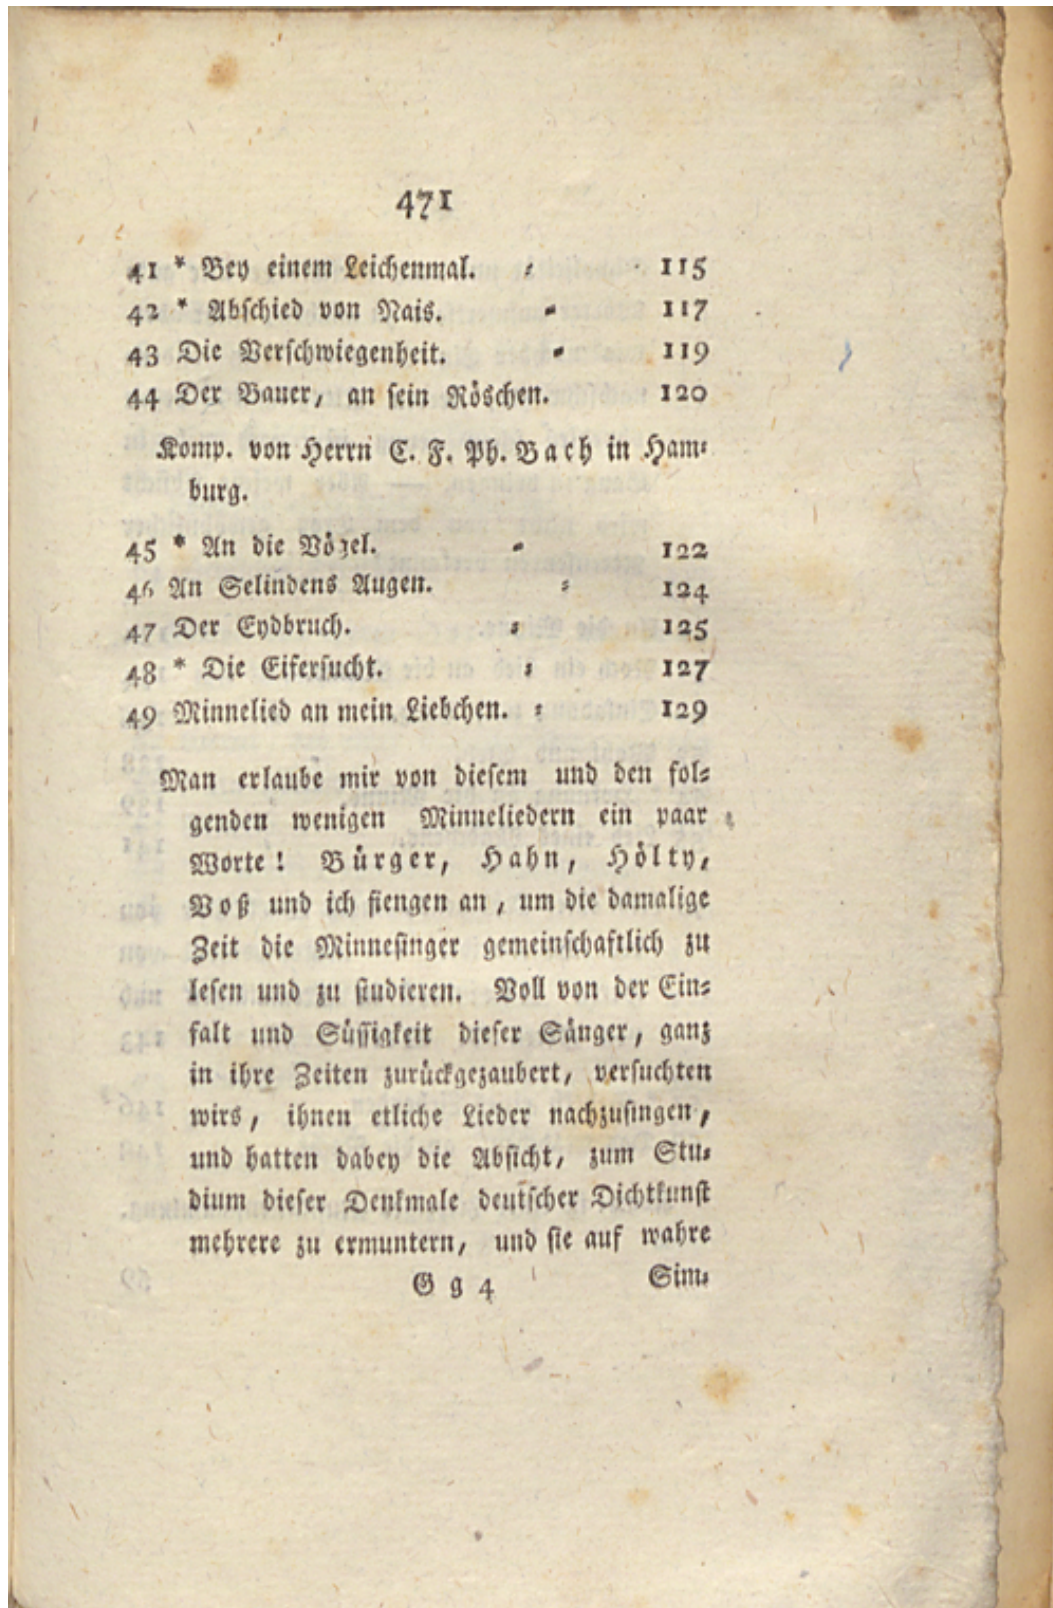 471
41 * Bey einem Leichenmal. = 115
42 * Abschied von Nais. = 117
43 Die Verschwiegenheit. = 119
44 Der Bauer, an sein Röschen. 120
Komp. von Herrn C. F. Ph. Bach in Ham=
burg.
45 * An die Vögel. = 122
46 An Selindens Augen. = 124
47 Der Eydbruch. = 125
48 * Die Eifersucht. = 127
49 Minnelied an mein Liebchen. = 129
Man erlaube mir von diesem und den fol=
genden wenigen Minneliedern ein paar
Worte! Bürger, Hahn, Hölty,
Voß und ich fiengen an, um die damalige
Zeit die Minnesinger gemeinschaftlich zu
lesen und zu studieren. Voll von der Ein=
falt und Süssigkeit dieser Sänger, ganz
in ihre Zeiten zurückgezaubert, versuchten
wirs, ihnen etliche Lieder nachzusingen,
und hatten dabey die Absicht, zum Stu=
dium dieser Denkmale deutscher Dichtkunst
mehrere zu ermuntern, und sie auf wahre
G g 4 Sim=